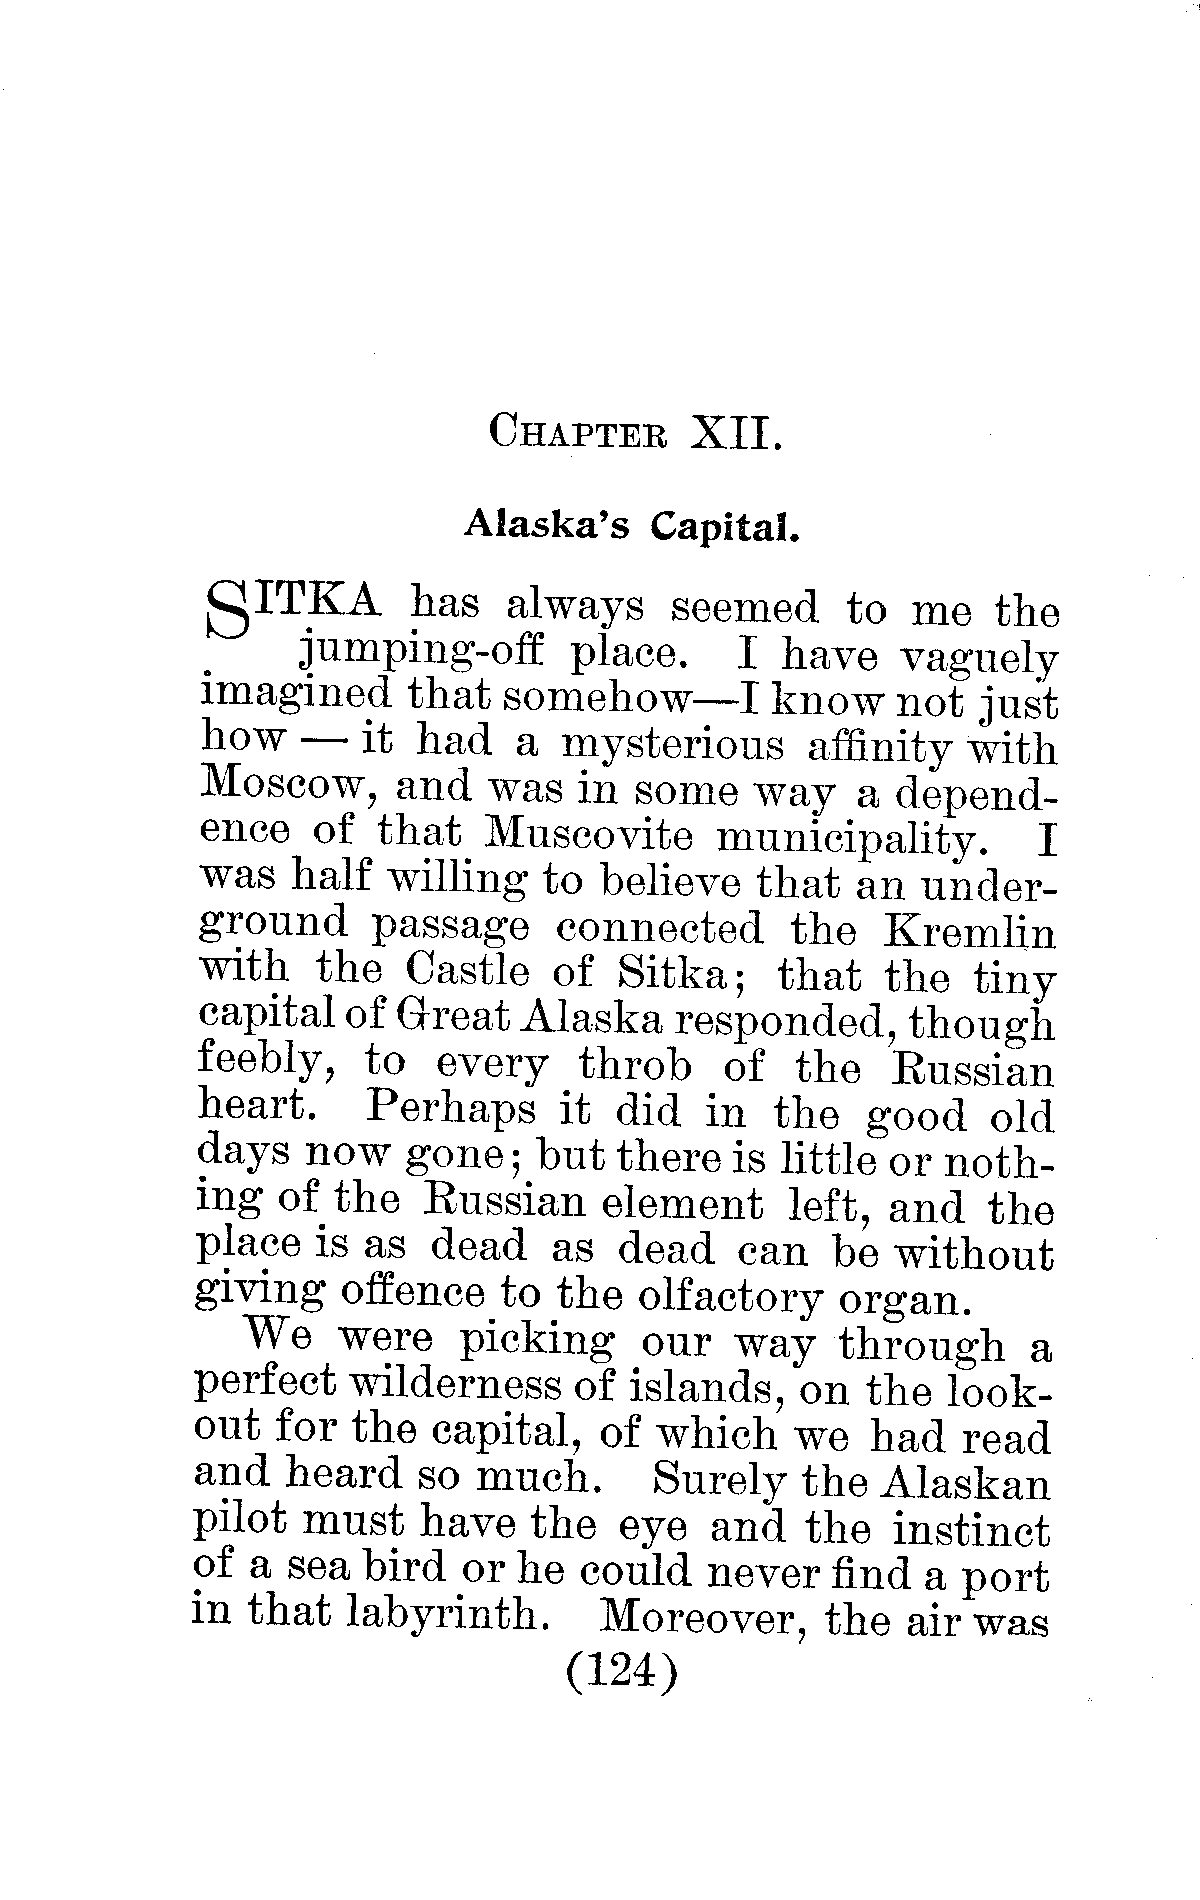 CHAPTER XII.
Alaska's Capital.
SITKA has always seemed to me the
jumping-off place. I have vaguely
imagined that somehow—I know not just
how — it had a mysterious affinity with
Moscow, and was in some way a depend-
ence of that Muscovite municipality. I
was half willing to believe that an under-
ground passage connected the Kremlin
with the Castle of Sitka; that the tiny
capital of Great Alaska responded, though
feebly, to every throb of the Russian
heart. Perhaps it did in the good old
days now gone; but there is little or noth-
ing of the Russian element left, and the
place is as dead as dead can be without
giving offence to the olfactory organ.
We were picking our way through a
perfect wilderness of islands, on the look-
out for the capital, of which we had read
and heard so much. Surely the Alaskan
pilot must have the eye and the instinct
of a sea bird or he could never find a port
in that labyrinth. Moreover, the air was
(124)